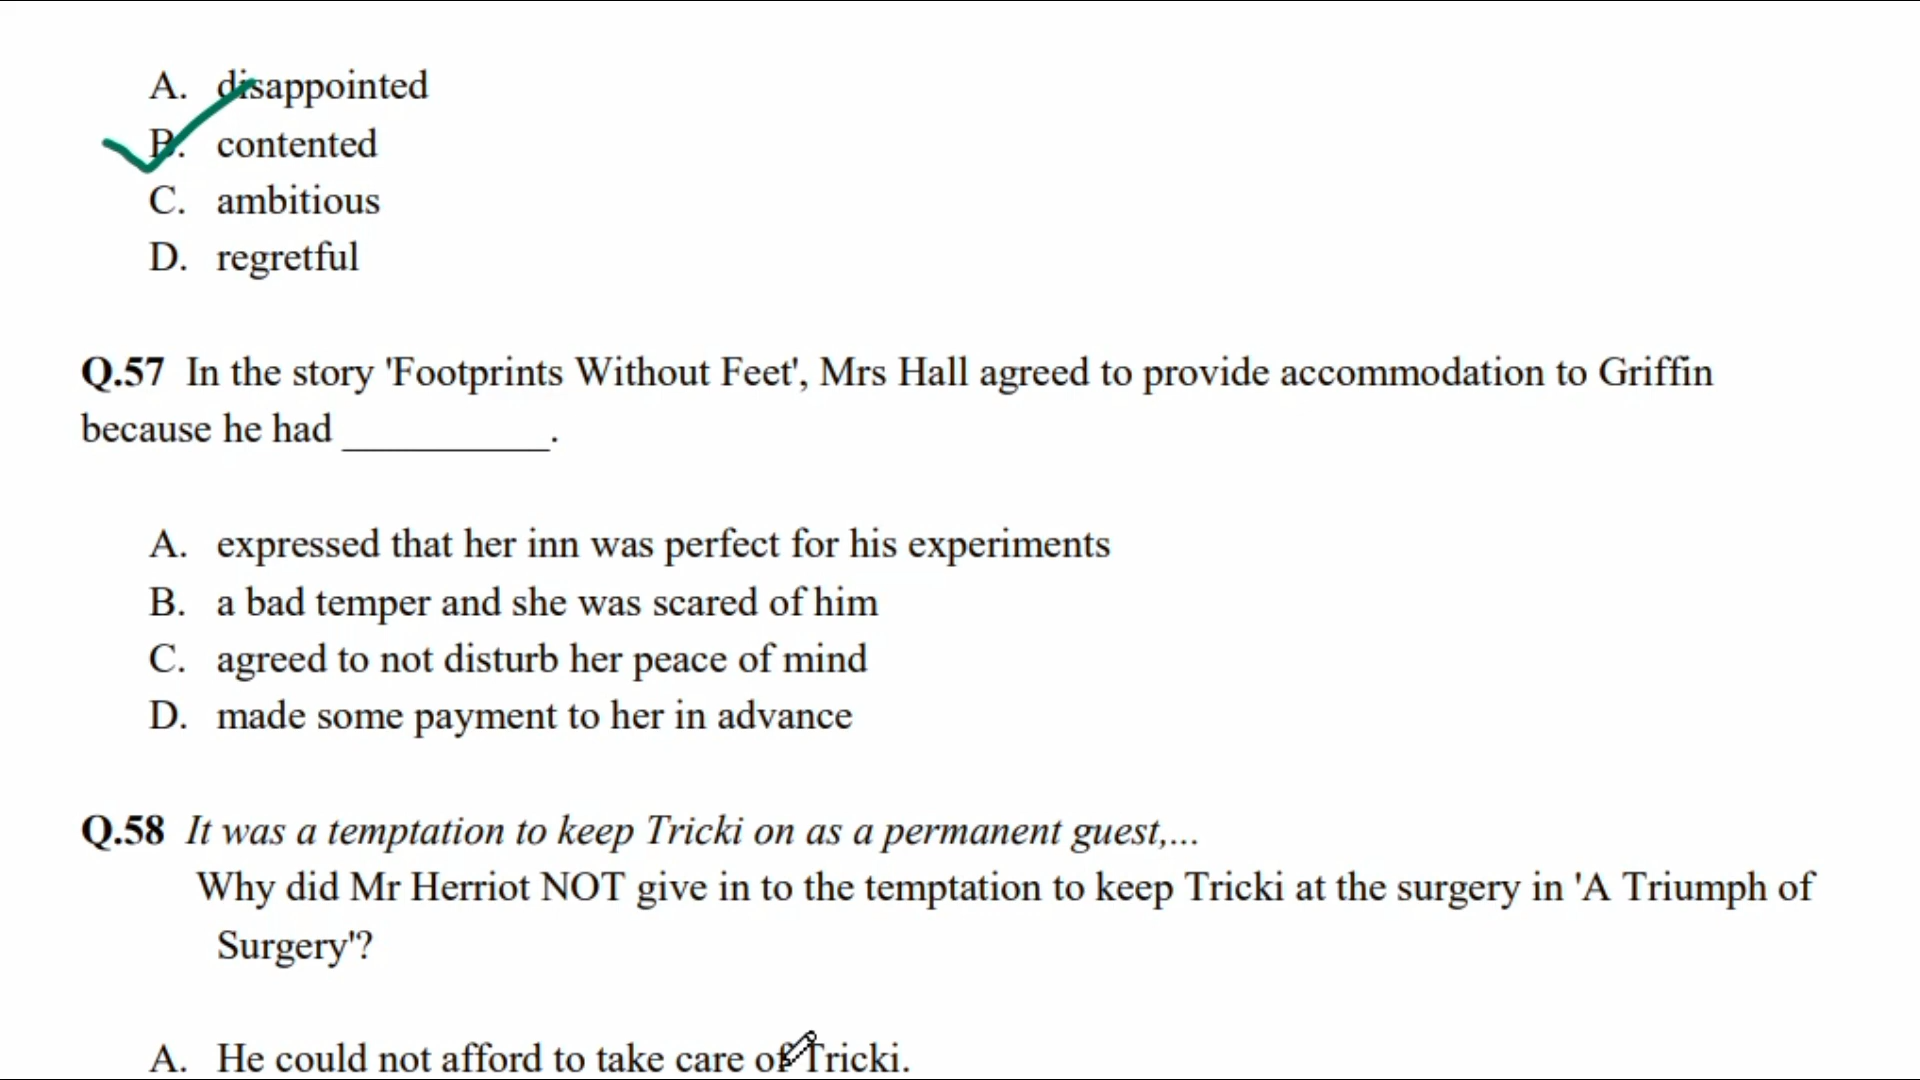 A. disappointed
B. contented
C. ambitious
D. regretful
Q.57 In the story 'Footprints Without Feet', Mrs Hall agreed to provide accommodation to Griffin
because he had __________.
A. expressed that her inn was perfect for his experiments
B. a bad temper and she was scared of him
C. agreed to not disturb her peace of mind
D. made some payment to her in advance
Q.58 It was a temptation to keep Tricki on as a permanent guest,...
Why did Mr Herriot NOT give in to the temptation to keep Tricki at the surgery in 'A Triumph of
Surgery'?
A. He could not afford to take care of Tricki.